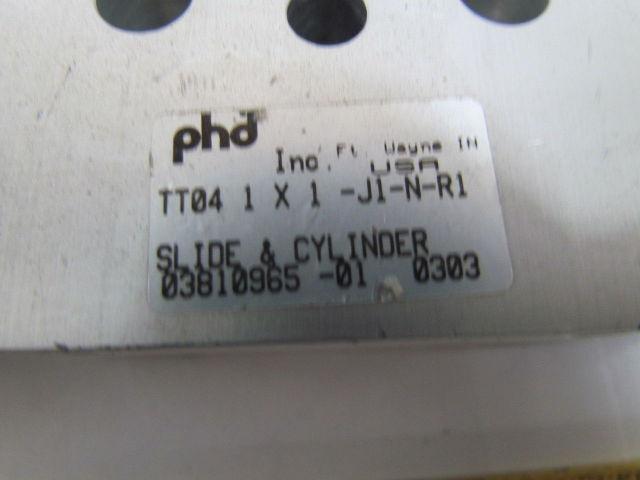 phd
Inc. Ft. Wayne IN
USA
TT04 1 X 1 -J1-N-R1
SLIDE & CYLINDER
03810965 -01 0303